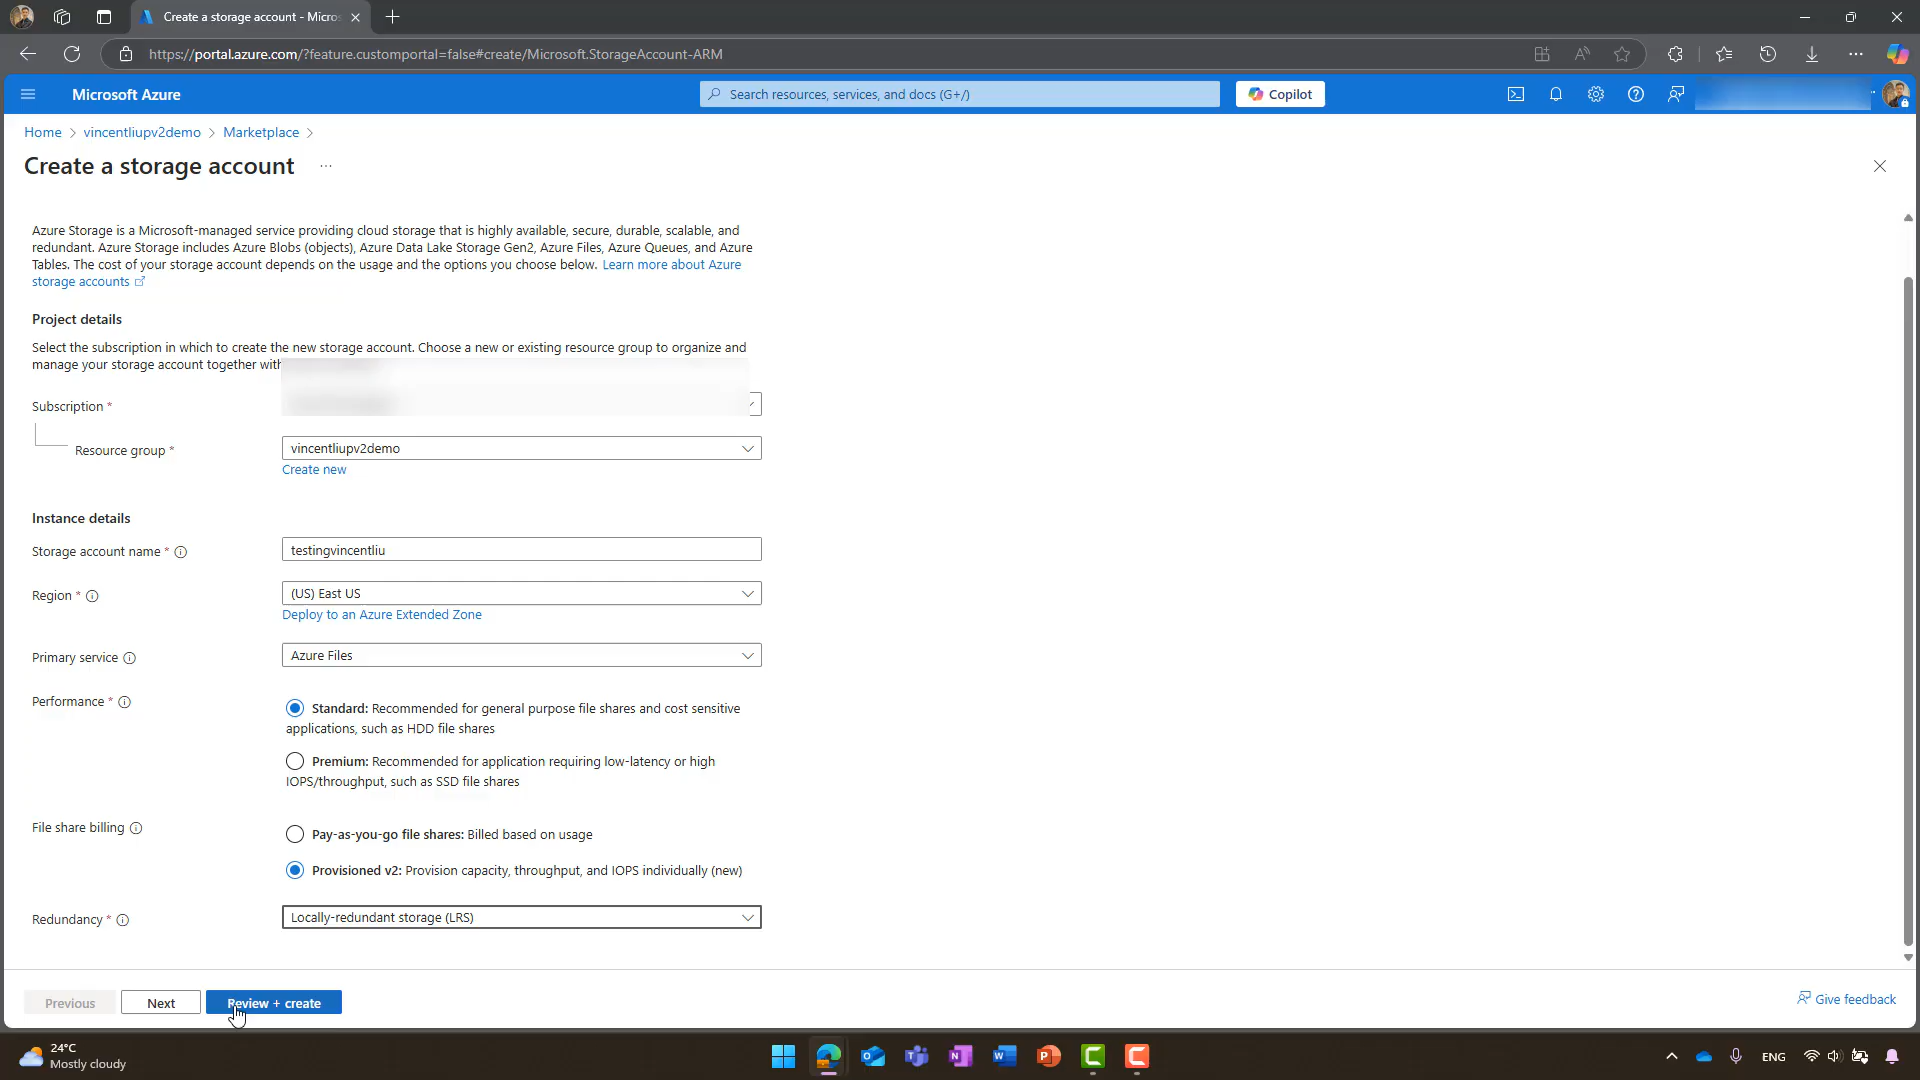 Create a storage account - Micros
https://portal.azure.com/?feature.customportal=false#create/Microsoft.StorageAccount-ARM
Microsoft Azure
Search resources, services, and docs (G+/)
Copilot
Home > vincentliupv2demo > Marketplace >
Create a storage account ...
Azure Storage is a Microsoft-managed service providing cloud storage that is highly available, secure, durable, scalable, and
redundant. Azure Storage includes Azure Blobs (objects), Azure Data Lake Storage Gen2, Azure Files, Azure Queues, and Azure
Tables. The cost of your storage account depends on the usage and the options you choose below. Learn more about Azure
storage accounts
Project details
Select the subscription in which to create the new storage account. Choose a new or existing resource group to organize and
manage your storage account together with
Subscription *
Resource group *
vincentliupv2demo
Create new
Instance details
Storage account name *
testingvincentliu
Region *
(US) East US
Deploy to an Azure Extended Zone
Primary service
Azure Files
Performance *
Standard: Recommended for general purpose file shares and cost sensitive
applications, such as HDD file shares
Premium: Recommended for application requiring low-latency or high
IOPS/throughput, such as SSD file shares
File share billing
Pay-as-you-go file shares: Billed based on usage
Provisioned v2: Provision capacity, throughput, and IOPS individually (new)
Redundancy *
Locally-redundant storage (LRS)
Previous
Next
Review + create
Give feedback
24°C
Mostly cloudy
ENG